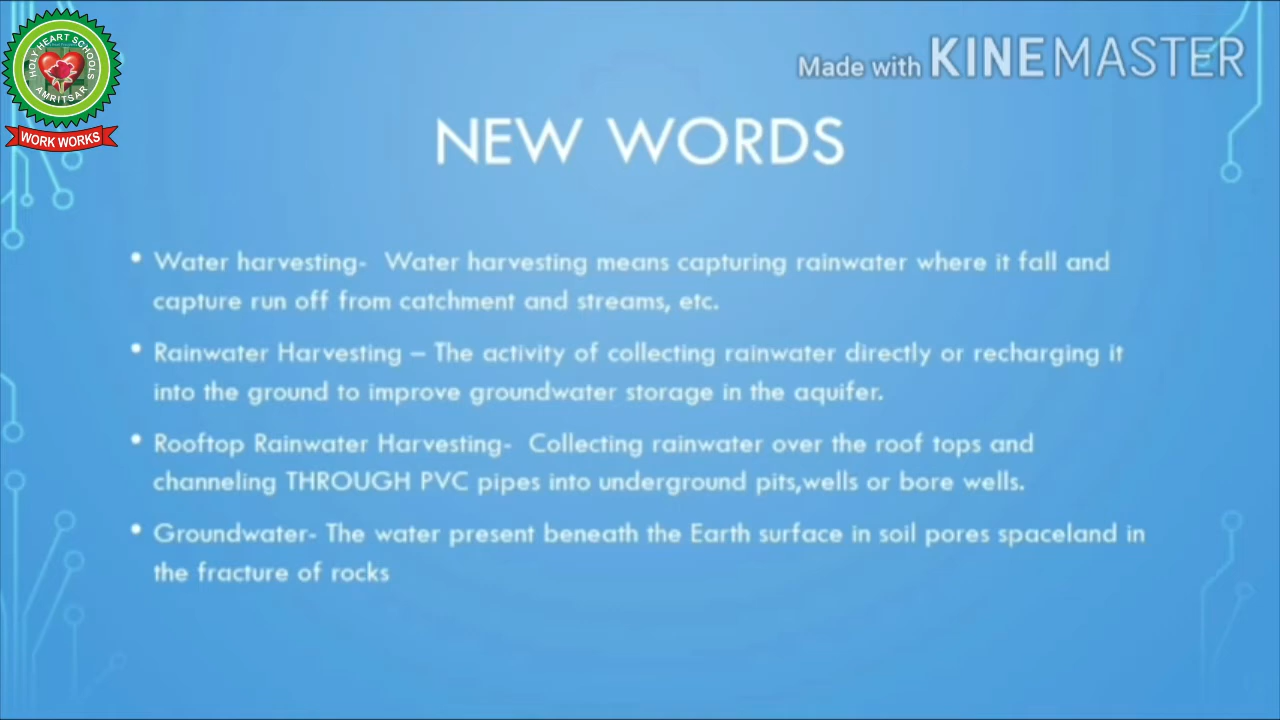 HOLY HEART SCHOOLS
AMRITSAR
WORK WORKS
Made with KINEMASTER
NEW WORDS
• Water harvesting-  Water harvesting means capturing rainwater where it fall and
capture run off from catchment and streams, etc.
• Rainwater Harvesting – The activity of collecting rainwater directly or recharging it
into the ground to improve groundwater storage in the aquifer.
• Rooftop Rainwater Harvesting-  Collecting rainwater over the roof tops and
channeling THROUGH PVC pipes into underground pits,wells or bore wells.
• Groundwater- The water present beneath the Earth surface in soil pores spaceland in
the fracture of rocks